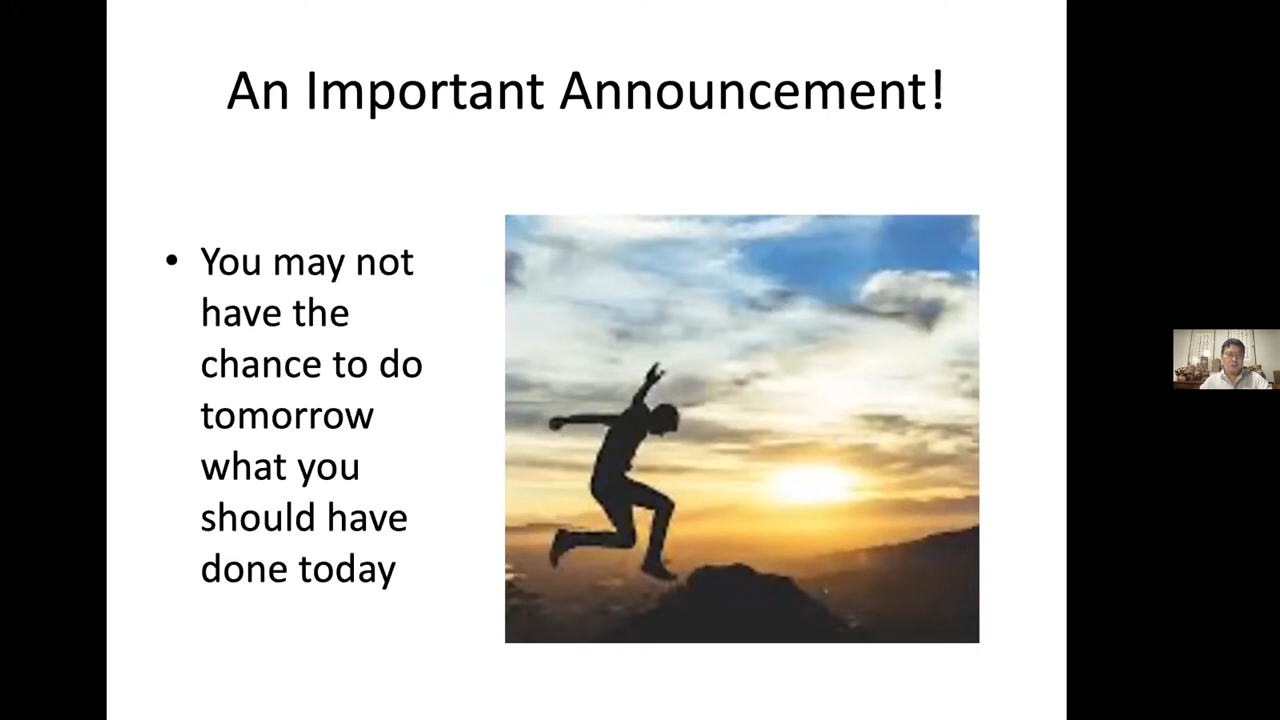 An Important Announcement!
• You may not
have the
chance to do
tomorrow
what you
should have
done today